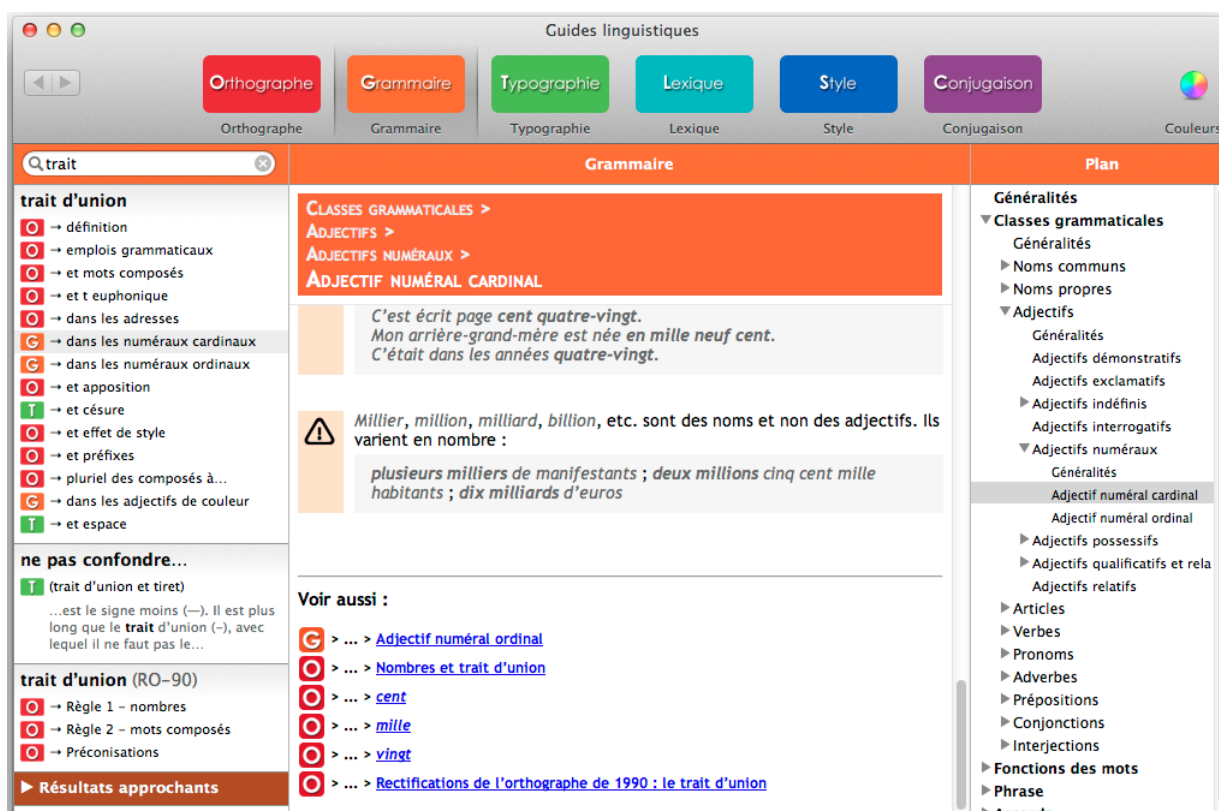 Guides linguistiques
Orthographe
Grammaire
Typographie
Lexique
Style
Conjugaison
Orthographe
Grammaire
Typographie
Lexique
Style
Conjugaison
Couleurs
trait
Grammaire
Plan
trait d'union
O → définition
O → emplois grammaticaux
O → et mots composés
O → et t euphonique
O → dans les adresses
G → dans les numéraux cardinaux
G → dans les numéraux ordinaux
O → et apposition
T → et césure
O → et effet de style
O → et préfixes
O → pluriel des composés à...
G → dans les adjectifs de couleur
T → et espace
ne pas confondre...
T (trait d'union et tiret)
...est le signe moins (—). Il est plus
long que le trait d'union (-), avec
lequel il ne faut pas le...
trait d'union (RO-90)
O → Règle 1 – nombres
O → Règle 2 – mots composés
O → Préconisations
▶ Résultats approchants
CLASSES GRAMMATICALES >
ADJECTIFS >
ADJECTIFS NUMÉRAUX >
ADJECTIF NUMÉRAL CARDINAL
C'est écrit page cent quatre-vingt.
Mon arrière-grand-mère est née en mille neuf cent.
C'était dans les années quatre-vingt.
Millier, million, milliard, billion, etc. sont des noms et non des adjectifs. Ils
varient en nombre :
plusieurs milliers de manifestants ; deux millions cinq cent mille
habitants ; dix milliards d'euros
Voir aussi :
G > ... > Adjectif numéral ordinal
O > ... > Nombres et trait d'union
O > ... > cent
O > ... > mille
O > ... > vingt
O > ... > Rectifications de l'orthographe de 1990 : le trait d'union
Généralités
▼Classes grammaticales
Généralités
▶Noms communs
▶Noms propres
▼Adjectifs
Généralités
Adjectifs démonstratifs
Adjectifs exclamatifs
▶Adjectifs indéfinis
Adjectifs interrogatifs
▼Adjectifs numéraux
Généralités
Adjectif numéral cardinal
Adjectif numéral ordinal
▶Adjectifs possessifs
▶Adjectifs qualificatifs et rela
Adjectifs relatifs
▶Articles
▶Verbes
▶Pronoms
▶Adverbes
▶Prépositions
▶Conjonctions
▶Interjections
▶Fonctions des mots
▶Phrase